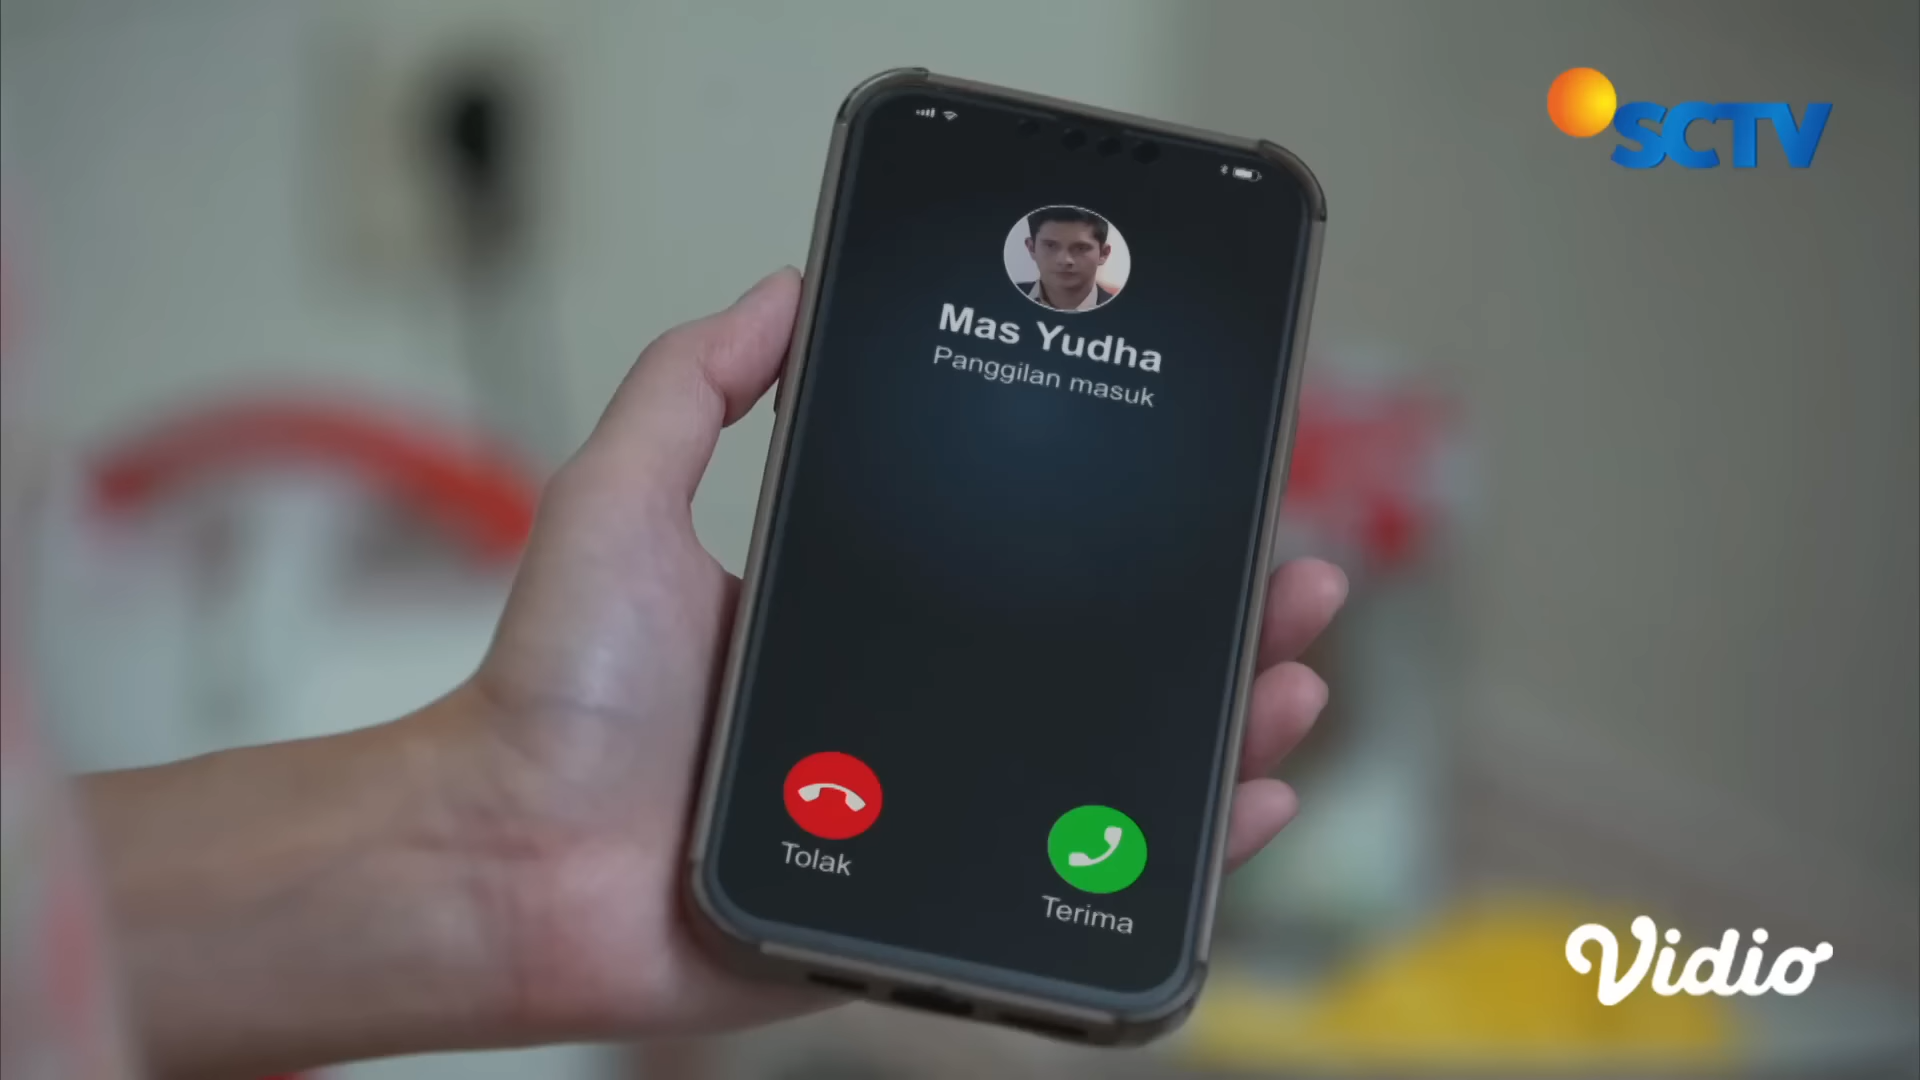 SCTV
Mas Yudha
Panggilan masuk
Tolak
Terima
Vidio